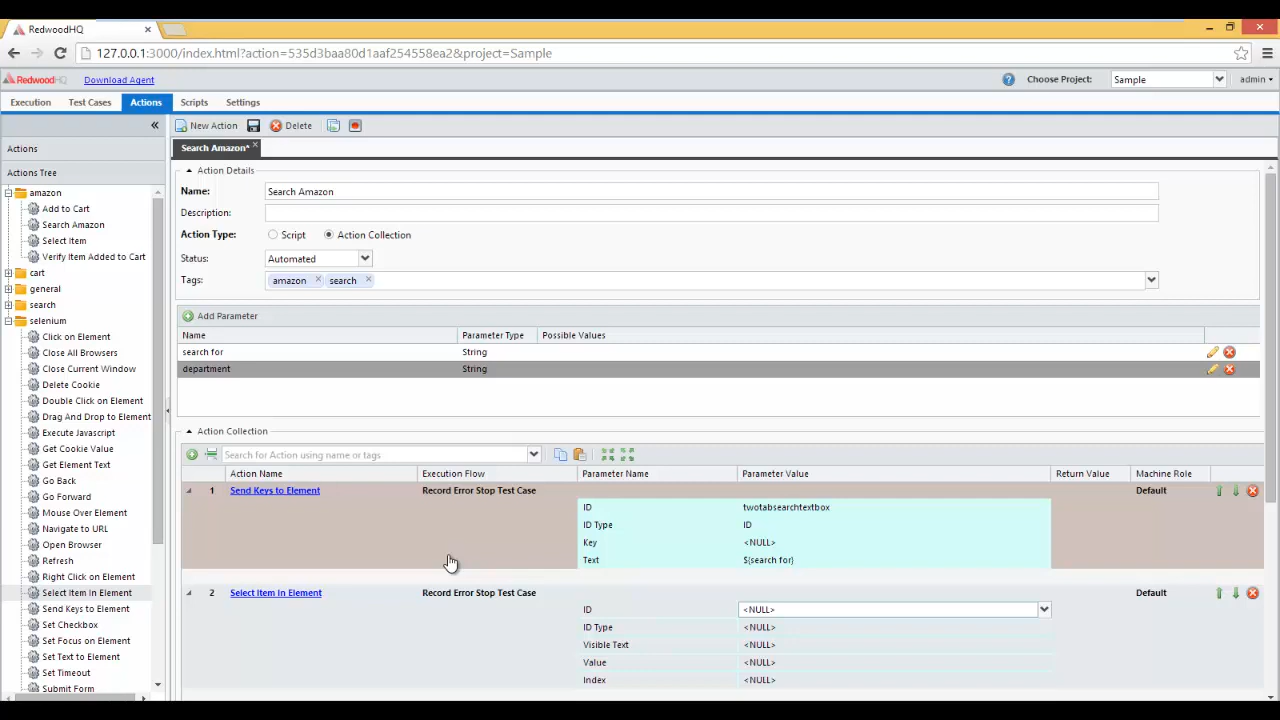 RedwoodHQ
127.0.0.1:3000/index.html?action=535d3baa80d1aaf254558ea2&project=Sample
RedwoodHQ Download Agent Choose Project: Sample admin
Execution Test Cases Actions Scripts Settings
New Action Delete
Actions
Actions Tree
amazon
Add to Cart
Search Amazon
Select Item
Verify Item Added to Cart
cart
general
search
selenium
Click on Element
Close All Browsers
Close Current Window
Delete Cookie
Double Click on Element
Drag And Drop to Element
Execute Javascript
Get Cookie Value
Get Element Text
Go Back
Go Forward
Mouse Over Element
Navigate to URL
Open Browser
Refresh
Right Click on Element
Select Item in Element
Send Keys to Element
Set Checkbox
Set Focus on Element
Set Text to Element
Set Timeout
Submit Form
Search Amazon*
Action Details
Name: Search Amazon
Description:
Action Type: Script Action Collection
Status: Automated
Tags: amazon search
Add Parameter
Name Parameter Type Possible Values
search for String
department String
Action Collection
Search for Action using name or tags
Action Name Execution Flow Parameter Name Parameter Value Return Value Machine Role
1 Send Keys to Element Record Error Stop Test Case Default
ID twotabsearchtextbox
ID Type ID
Key <NULL>
Text ${search for}
2 Select Item in Element Record Error Stop Test Case Default
ID <NULL>
ID Type <NULL>
Visible Text <NULL>
Value <NULL>
Index <NULL>